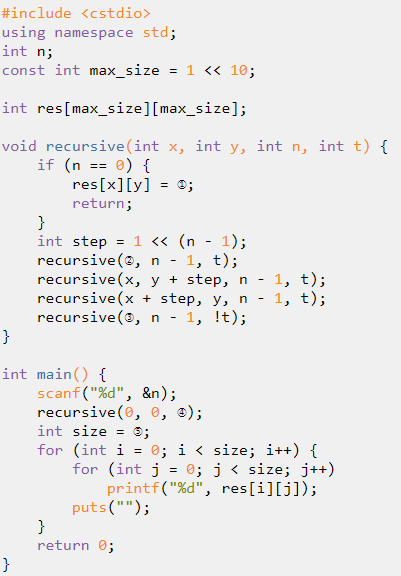 #include <cstdio>
using namespace std;
int n;
const int max_size = 1 << 10;

int res[max_size][max_size];

void recursive(int x, int y, int n, int t) {
    if (n == 0) {
        res[x][y] = ①;
        return;
    }
    int step = 1 << (n - 1);
    recursive(②, n - 1, t);
    recursive(x, y + step, n - 1, t);
    recursive(x + step, y, n - 1, t);
    recursive(③, n - 1, !t);
}

int main() {
    scanf("%d", &n);
    recursive(0, 0, ④);
    int size = ⑤;
    for (int i = 0; i < size; i++) {
        for (int j = 0; j < size; j++)
            printf("%d", res[i][j]);
        puts("");
    }
    return 0;
}